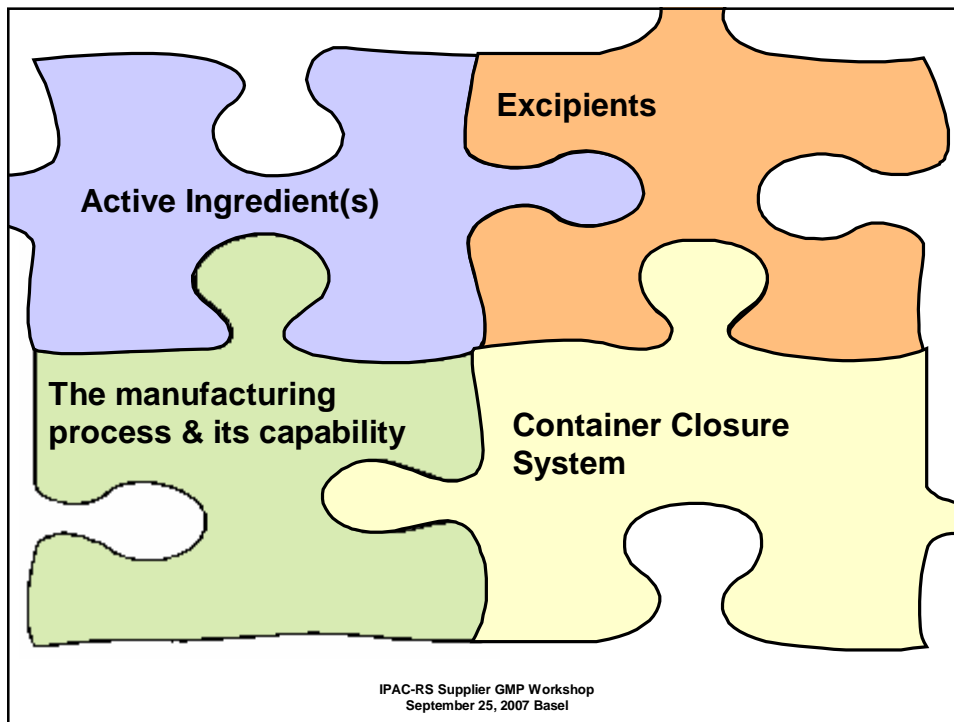 Excipients
Active Ingredient(s)
The manufacturing
process & its capability
Container Closure
System
IPAC-RS Supplier GMP Workshop
September 25, 2007 Basel